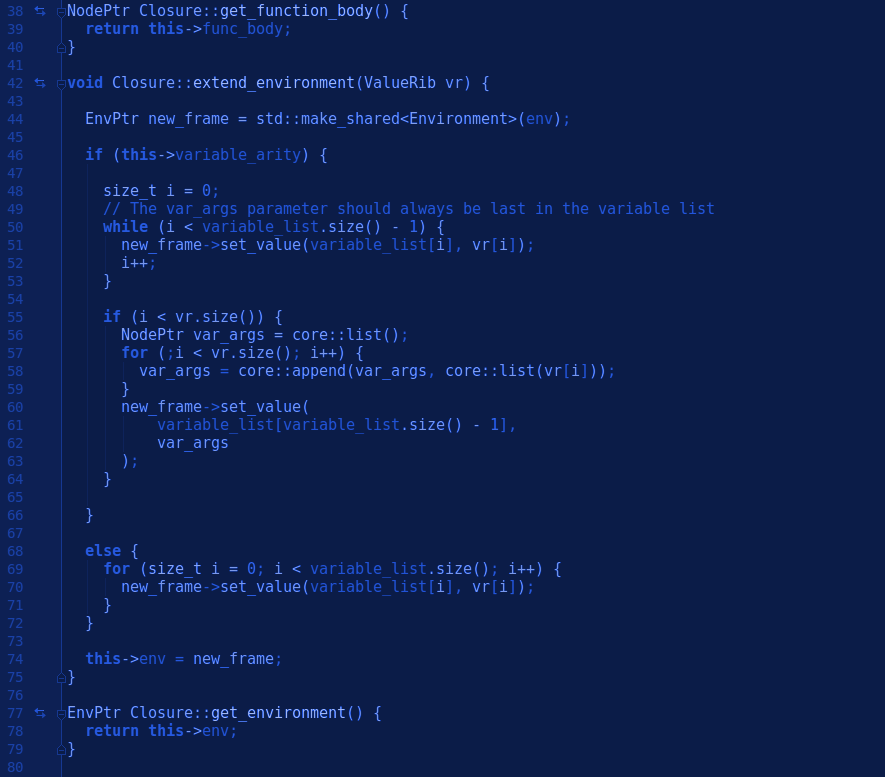 38 NodePtr Closure::get_function_body() {
39   return this->func_body;
40 }
41
42 void Closure::extend_environment(ValueRib vr) {
43
44   EnvPtr new_frame = std::make_shared<Environment>(env);
45
46   if (this->variable_arity) {
47
48     size_t i = 0;
49     // The var_args parameter should always be last in the variable list
50     while (i < variable_list.size() - 1) {
51       new_frame->set_value(variable_list[i], vr[i]);
52       i++;
53     }
54
55     if (i < vr.size()) {
56       NodePtr var_args = core::list();
57       for (;i < vr.size(); i++) {
58         var_args = core::append(var_args, core::list(vr[i]));
59       }
60       new_frame->set_value(
61           variable_list[variable_list.size() - 1],
62           var_args
63       );
64     }
65
66   }
67
68   else {
69     for (size_t i = 0; i < variable_list.size(); i++) {
70       new_frame->set_value(variable_list[i], vr[i]);
71     }
72   }
73
74   this->env = new_frame;
75 }
76
77 EnvPtr Closure::get_environment() {
78   return this->env;
79 }
80